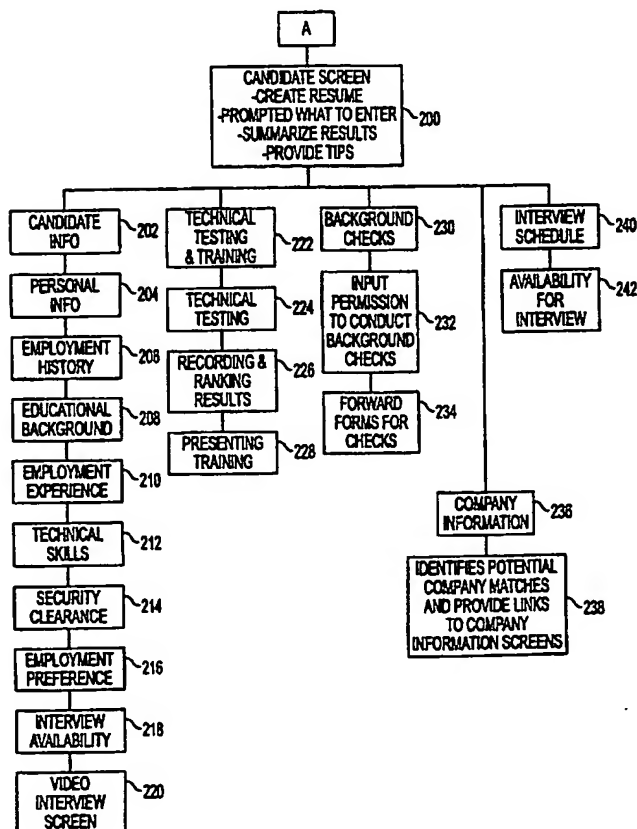 A
CANDIDATE SCREEN
-CREATE RESUME
-PROMPTED WHAT TO ENTER
-SUMMARIZE RESULTS
-PROVIDE TIPS
200
CANDIDATE
INFO
202
PERSONAL
INFO
204
EMPLOYMENT
HISTORY
208
EDUCATIONAL
BACKGROUND
208
EMPLOYMENT
EXPERIENCE
210
TECHNICAL
SKILLS
212
SECURITY
CLEARANCE
214
EMPLOYMENT
PREFERENCE
216
INTERVIEW
AVAILABILITY
218
VIDEO
INTERVIEW
SCREEN
220
TECHNICAL
TESTING
& TRAINING
222
TECHNICAL
TESTING
224
RECORDING &
RANKING
RESULTS
226
PRESENTING
TRAINING
228
BACKGROUND
CHECKS
230
INPUT
PERMISSION
TO CONDUCT
BACKGROUND
CHECKS
232
FORWARD
FORMS FOR
CHECKS
234
COMPANY
INFORMATION
236
IDENTIFIES POTENTIAL
COMPANY MATCHES
AND PROVIDE LINKS
TO COMPANY
INFORMATION SCREENS
238
INTERVIEW
SCHEDULE
240
AVAILABILITY
FOR
INTERVIEW
242